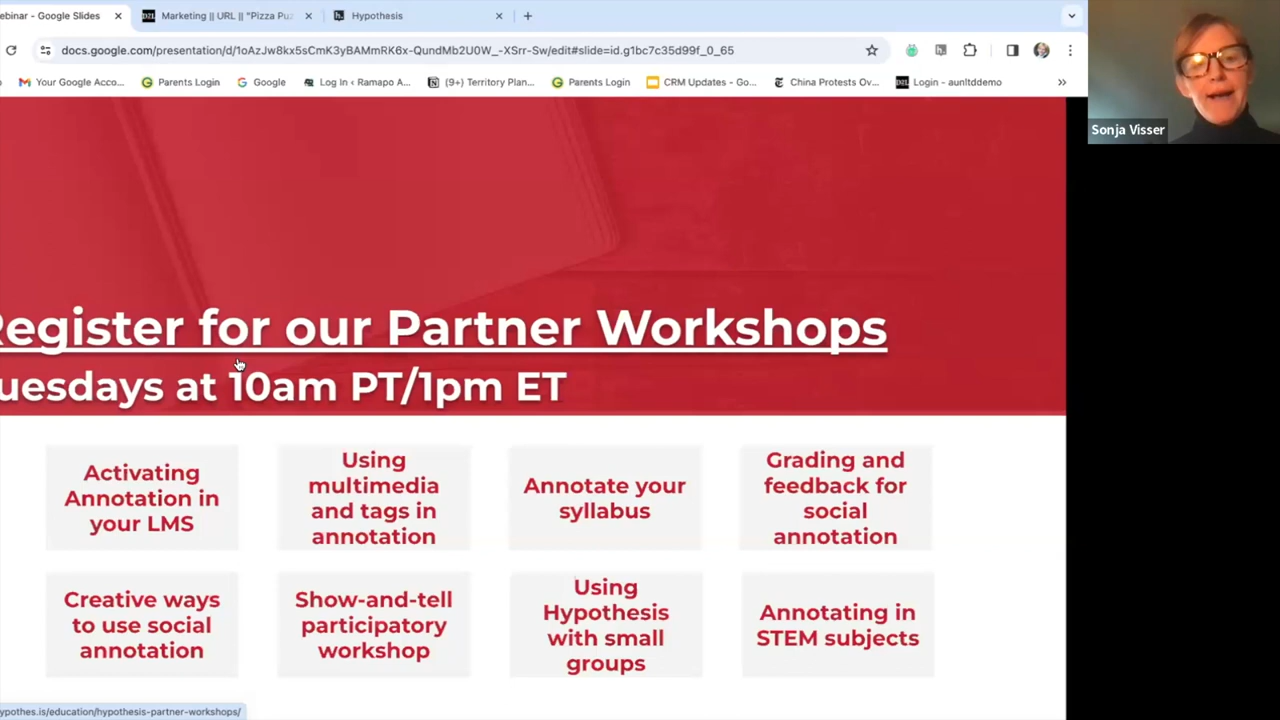 ebinar - Google Slides
Marketing || URL || "Pizza Pu
Hypothesis
docs.google.com/presentation/d/1oAzJw8kx5sCmK3yBAMmRK6x-QundMb2U0W_-XSrr-Sw/edit#slide=id.g1bc7c35d99f_0_65
Your Google Acco...
Parents Login
Google
Log In ‹ Ramapo A...
(9+) Territory Plan...
Parents Login
CRM Updates - Go...
China Protests Ov...
D2L
Login - aunltddemo
»
Sonja Visser
Register for our Partner Workshops
uesdays at 10am PT/1pm ET
Activating
Annotation in
your LMS
Using
multimedia
and tags in
annotation
Annotate your
syllabus
Grading and
feedback for
social
annotation
Creative ways
to use social
annotation
Show-and-tell
participatory
workshop
Using
Hypothesis
with small
groups
Annotating in
STEM subjects
ypothes.is/education/hypothesis-partner-workshops/